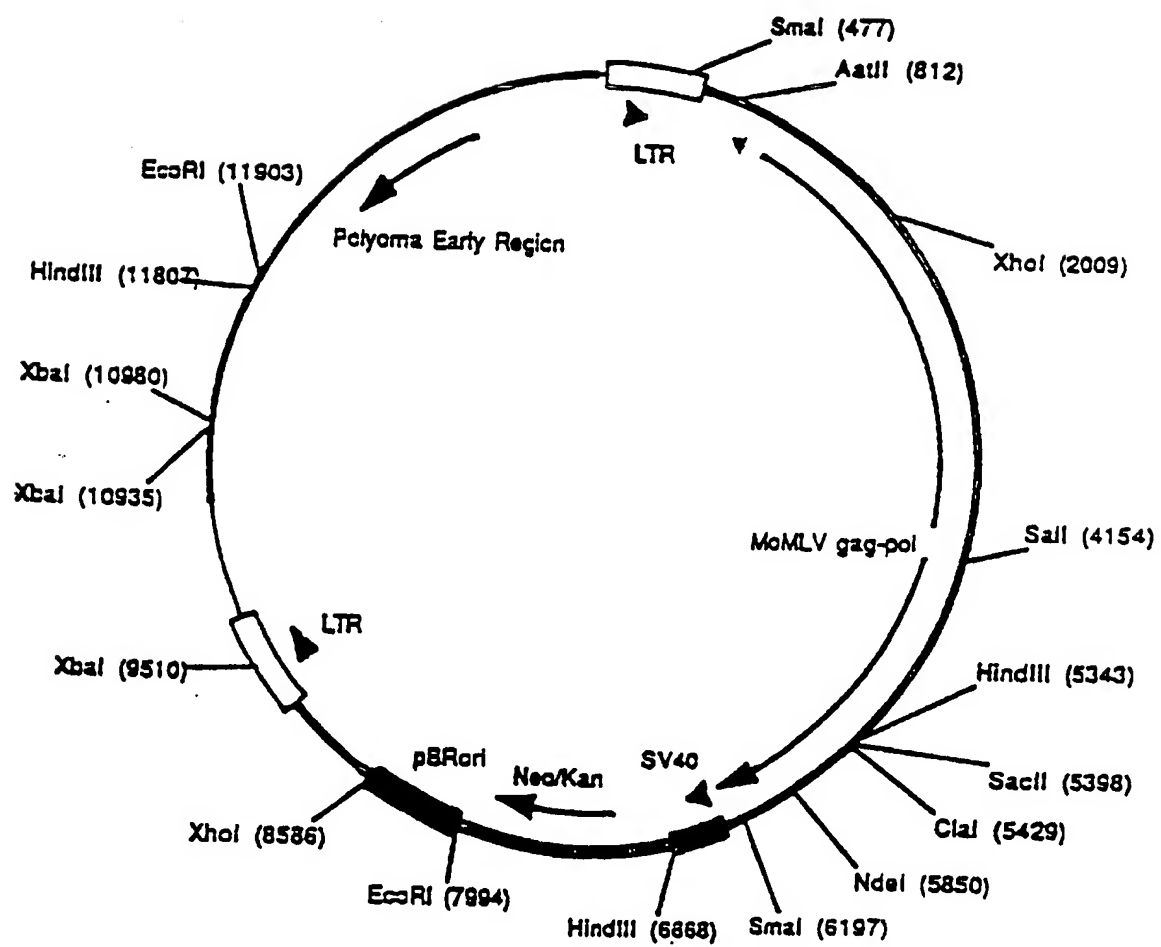 SmaI (477)
AatII (812)
LTR
EcoRI (11903)
Polyoma Early Region
HindIII (11807)
XhoI (2009)
XbaI (10980)
XbaI (10935)
MoMLV gag-pol
SalI (4154)
LTR
XbaI (9510)
HindIII (5343)
pBRori
Neo/Kan
SV40
SacII (5398)
XhoI (8586)
ClaI (5429)
EcoRI (7994)
NdeI (5850)
HindIII (6668)
SmaI (6197)